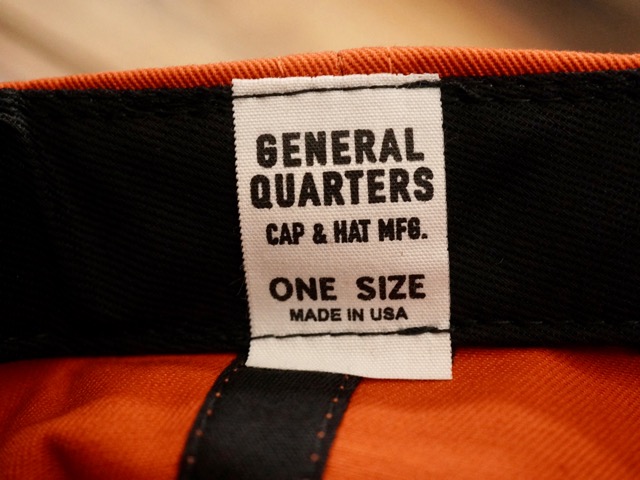 GENERAL
QUARTERS
CAP & HAT MFG.
ONE SIZE
MADE IN USA